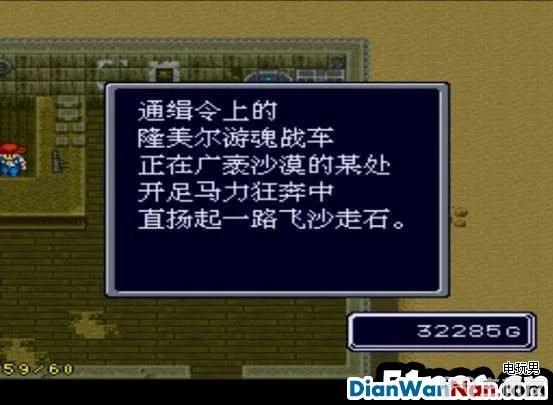 通缉令上的
隆美尔游魂战车
正在广袤沙漠的某处
开足马力狂奔中
直扬起一路飞沙走石。
32285G
59/60
电玩男
DianWanNan.com